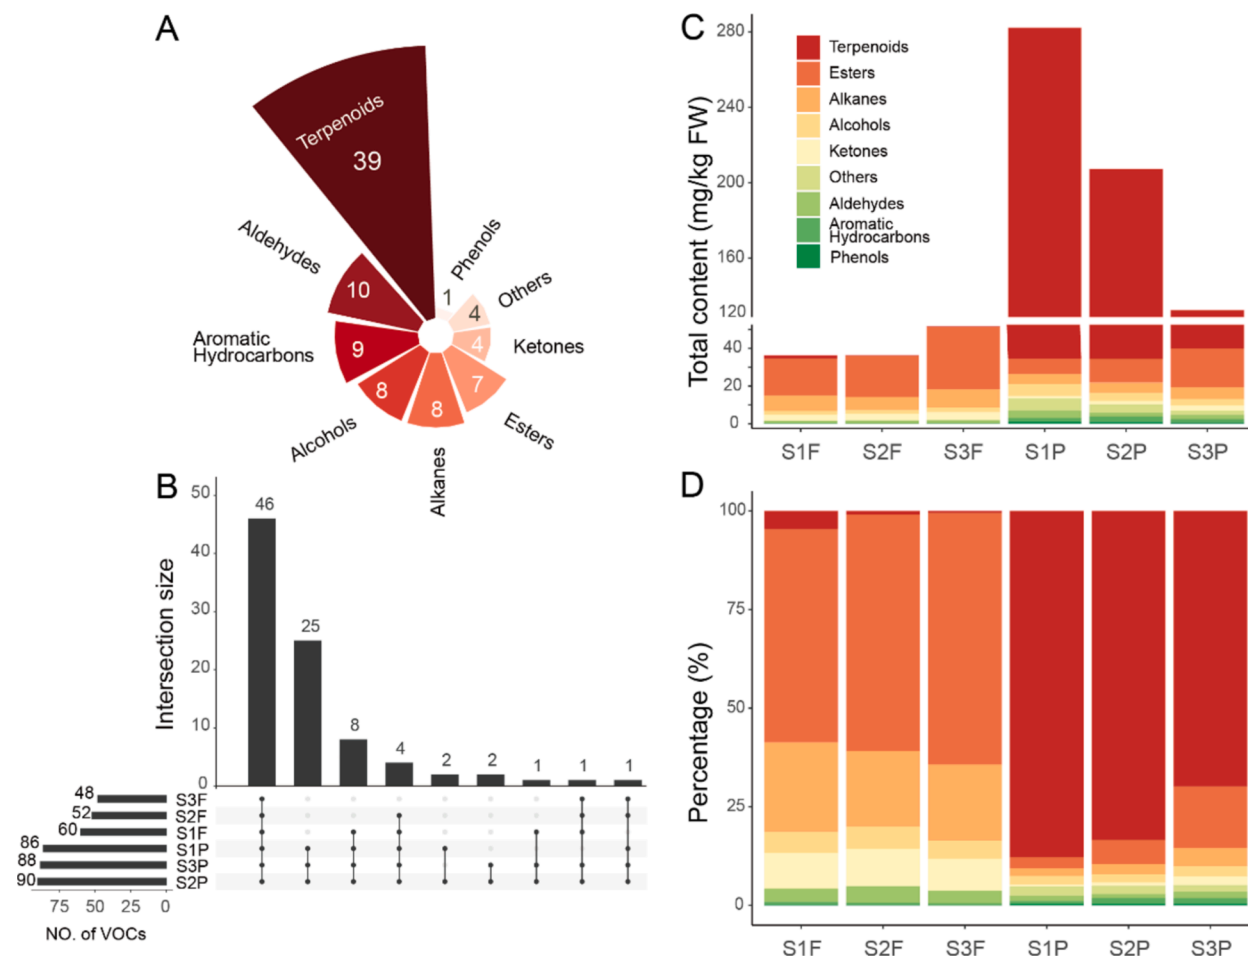 A
Terpenoids
39
Aldehydes
10
Aromatic
Hydrocarbons
9
8
Alcohols
8
Alkanes
7
Esters
4
Ketones
4
Others
1
Phenols
B
Intersection size
50
40
30
20
10
0
46
25
8
4
2
2
1
1
1
48
52
60
86
88
90
S3F
S2F
S1F
S1P
S3P
S2P
75 50 25 0
NO. of VOCs
C
Total content (mg/kg FW)
280
240
200
160
120
40
20
0
Terpenoids
Esters
Alkanes
Alcohols
Ketones
Others
Aldehydes
Aromatic
Hydrocarbons
Phenols
S1F S2F S3F S1P S2P S3P
D
Percentage (%)
100
75
50
25
0
S1F S2F S3F S1P S2P S3P